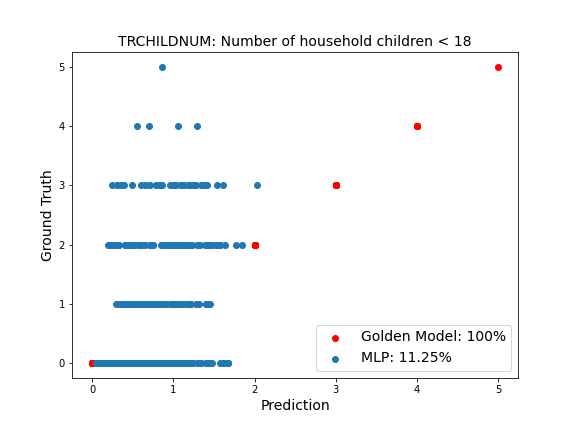 TRCHILDNUM: Number of household children < 18
5
4
3
2
1
0
Ground Truth
0 1 2 3 4 5
Prediction
Golden Model: 100%
MLP: 11.25%